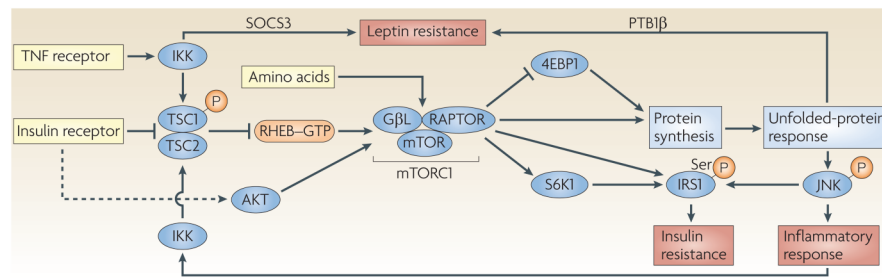 SOCS3
PTB1β
TNF receptor
IKK
Leptin resistance
Amino acids
4EBP1
P
TSC1
Insulin receptor
TSC2
RHEB–GTP
GβL
RAPTOR
mTOR
mTORC1
Protein
synthesis
Unfolded-protein
response
AKT
S6K1
Ser
P
IRS1
P
JNK
IKK
Insulin
resistance
Inflammatory
response